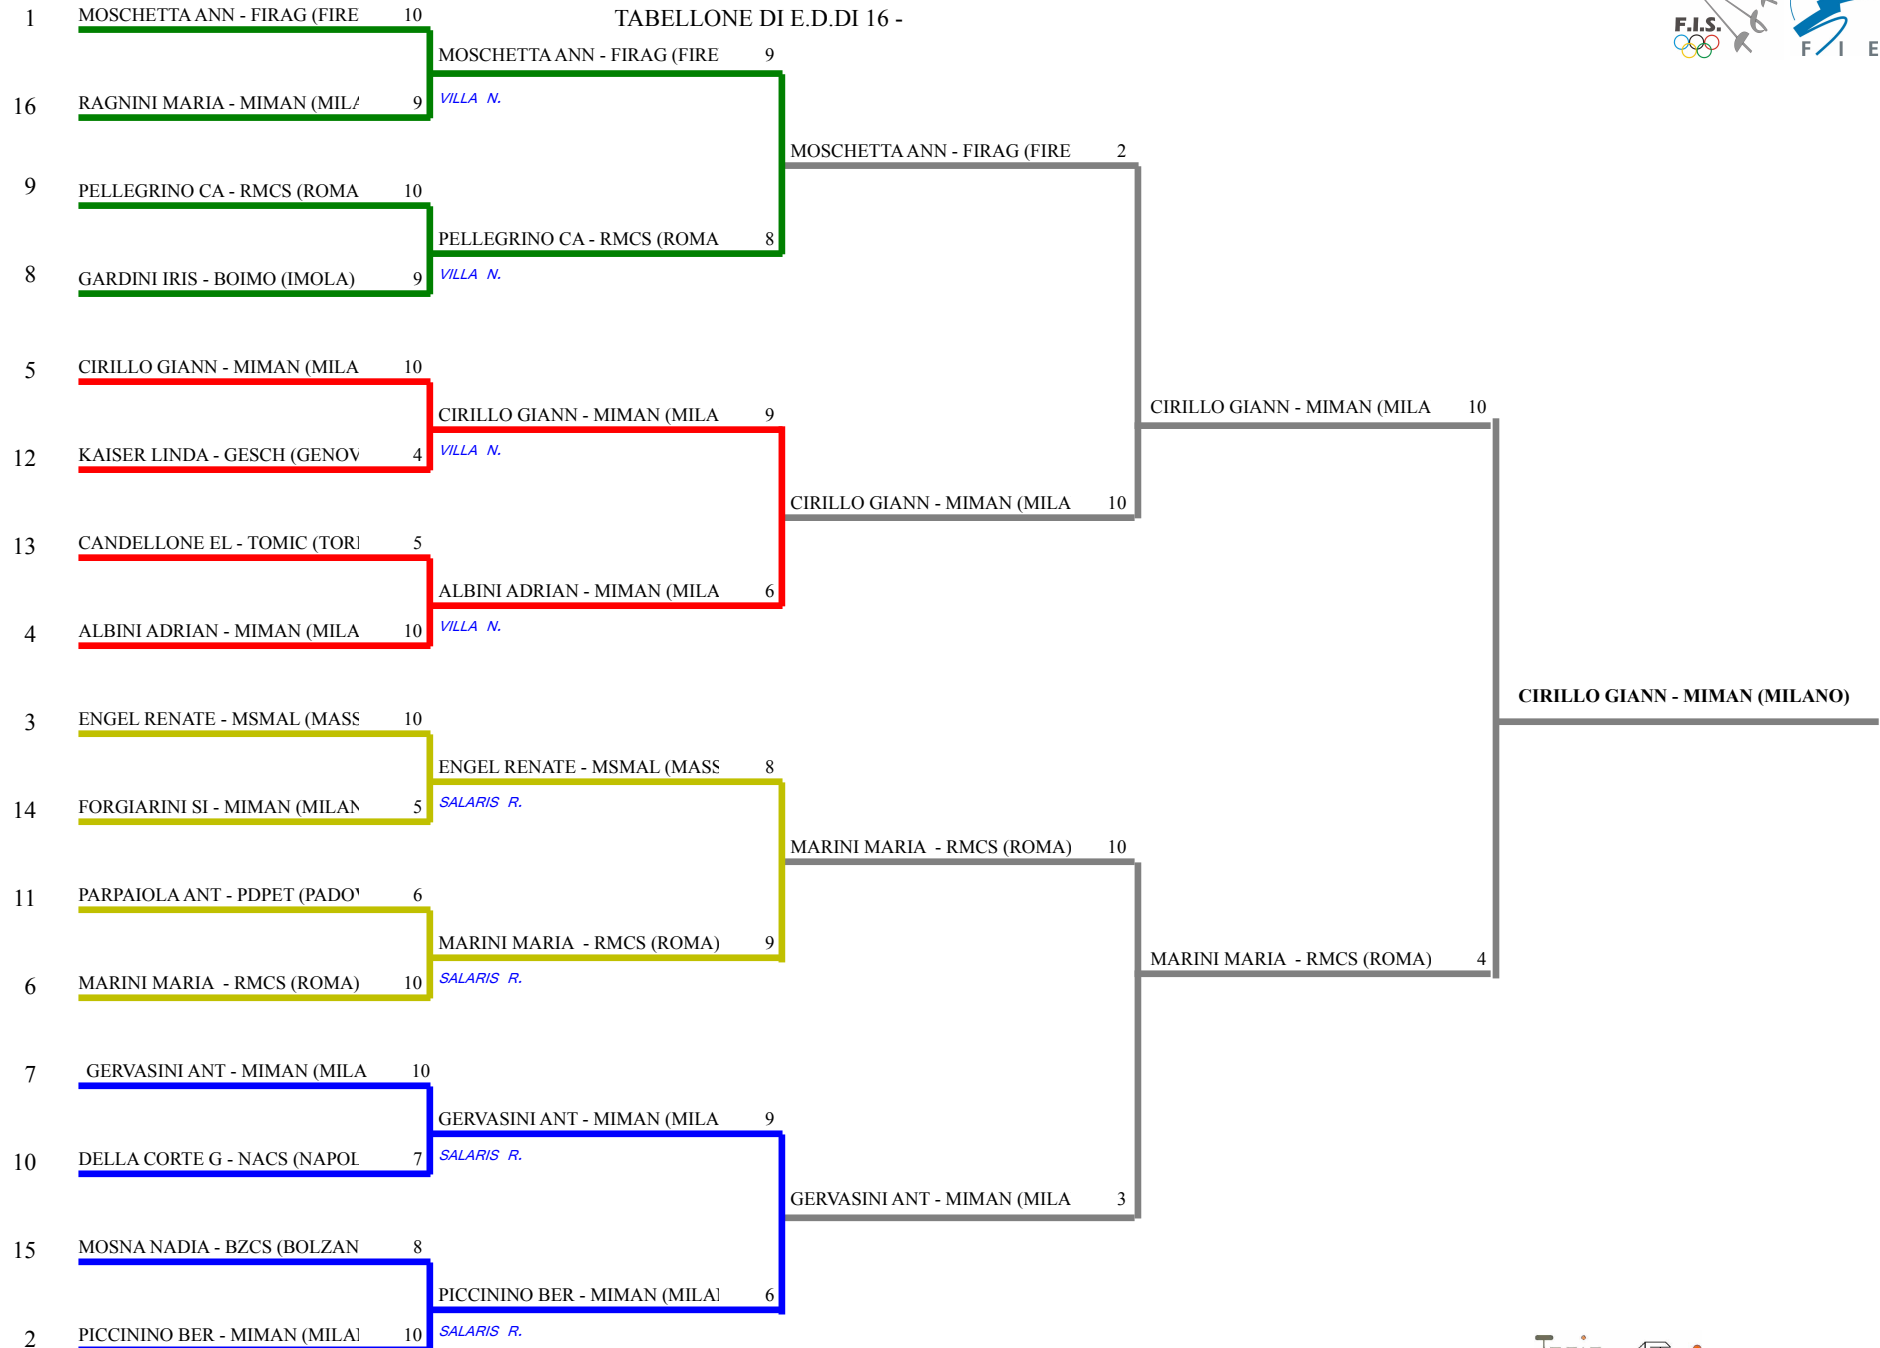 TABELLONE DI E.D.DI 16 -
F.I.S.
F I E
1 MOSCHETTA ANN - FIRAG (FIRE 10
MOSCHETTA ANN - FIRAG (FIRE 9
VILLA N.
16 RAGNINI MARIA - MIMAN (MILA 9
MOSCHETTA ANN - FIRAG (FIRE 2
9 PELLEGRINO CA - RMCS (ROMA 10
PELLEGRINO CA - RMCS (ROMA 8
VILLA N.
8 GARDINI IRIS - BOIMO (IMOLA) 9
5 CIRILLO GIANN - MIMAN (MILA 10
CIRILLO GIANN - MIMAN (MILA 9
CIRILLO GIANN - MIMAN (MILA 10
VILLA N.
12 KAISER LINDA - GESCH (GENOV 4
CIRILLO GIANN - MIMAN (MILA 10
13 CANDELLONE EL - TOMIC (TORI 5
ALBINI ADRIAN - MIMAN (MILA 6
VILLA N.
4 ALBINI ADRIAN - MIMAN (MILA 10
CIRILLO GIANN - MIMAN (MILANO)
3 ENGEL RENATE - MSMAL (MASS 10
ENGEL RENATE - MSMAL (MASS 8
SALARIS R.
14 FORGIARINI SI - MIMAN (MILAN 5
MARINI MARIA - RMCS (ROMA) 10
11 PARPAIOLA ANT - PDPET (PADOV 6
MARINI MARIA - RMCS (ROMA) 9
MARINI MARIA - RMCS (ROMA) 4
SALARIS R.
6 MARINI MARIA - RMCS (ROMA) 10
7 GERVASINI ANT - MIMAN (MILA 10
GERVASINI ANT - MIMAN (MILA 9
SALARIS R.
10 DELLA CORTE G - NACS (NAPOL 7
GERVASINI ANT - MIMAN (MILA 3
15 MOSNA NADIA - BZCS (BOLZAN 8
PICCININO BER - MIMAN (MILAI 6
SALARIS R.
2 PICCININO BER - MIMAN (MILAI 10